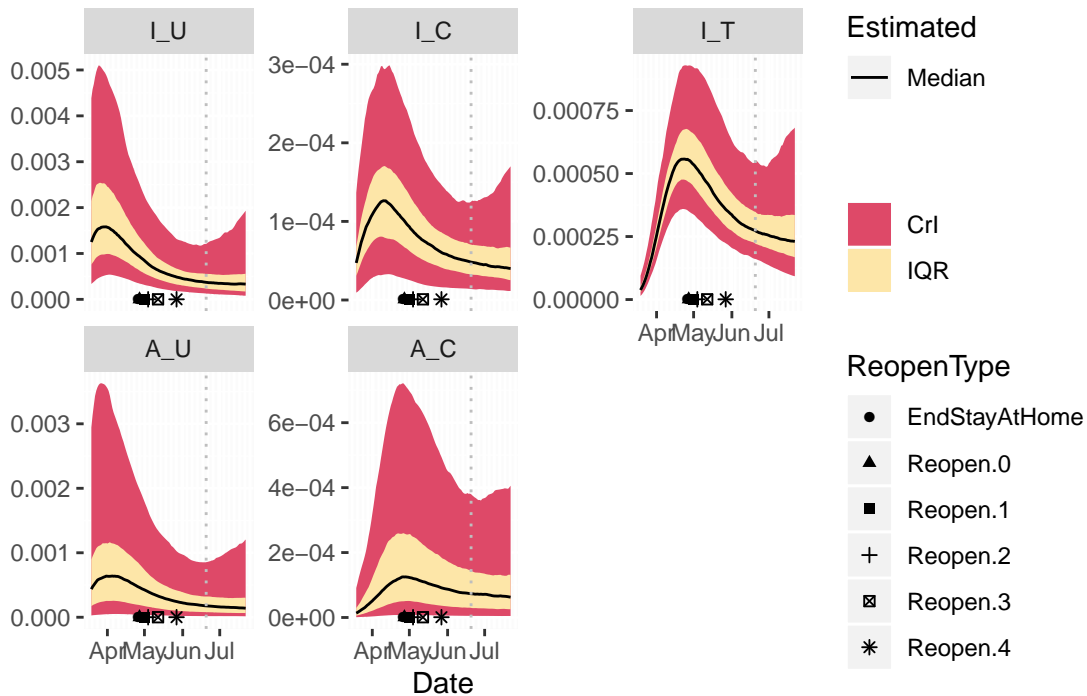 I_U
I_C
I_T
0.005
0.004
0.003
0.002
0.001
0.000
3e−04
2e−04
1e−04
0e+00
0.00075
0.00050
0.00025
0.00000
Apr May Jun Jul
A_U
A_C
0.003
0.002
0.001
0.000
6e−04
4e−04
2e−04
0e+00
Apr May Jun Jul
Apr May Jun Jul
Date
Estimated
Median
CrI
IQR
ReopenType
EndStayAtHome
Reopen.0
Reopen.1
Reopen.2
Reopen.3
Reopen.4